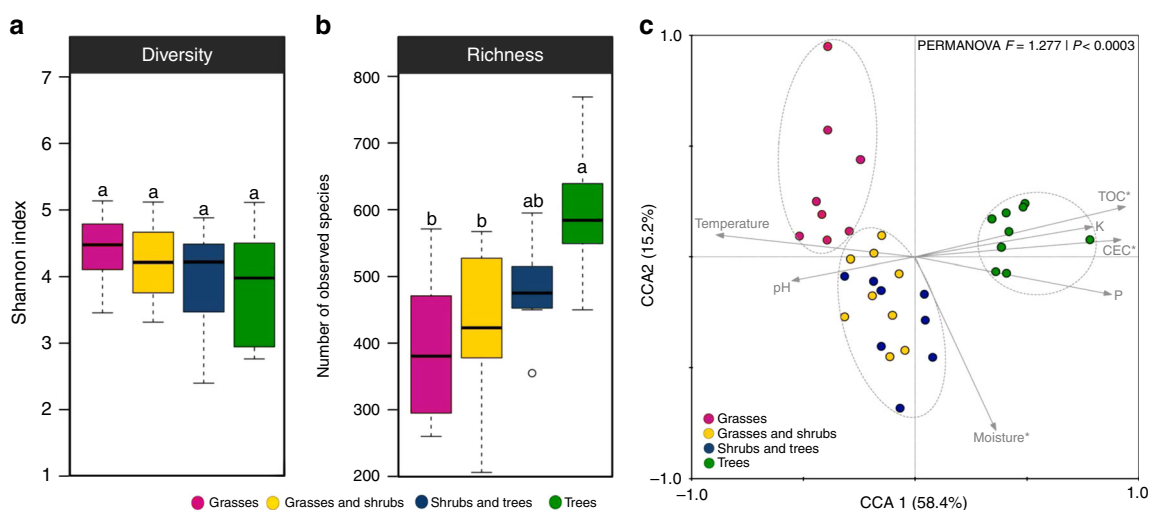 a
Diversity
Shannon index
7
6
5
4
3
2
1
a
a
a
a
b
Richness
Number of observed species
800
700
600
500
400
300
200
b
b
ab
a
Grasses
Grasses and shrubs
Shrubs and trees
Trees
c
PERMANOVA F = 1.277 | P< 0.0003
1.0
CCA2 (15.2%)
TOC*
K
Temperature
CEC*
pH
P
Moisture*
Grasses
Grasses and shrubs
Shrubs and trees
Trees
−1.0
−1.0
1.0
CCA 1 (58.4%)